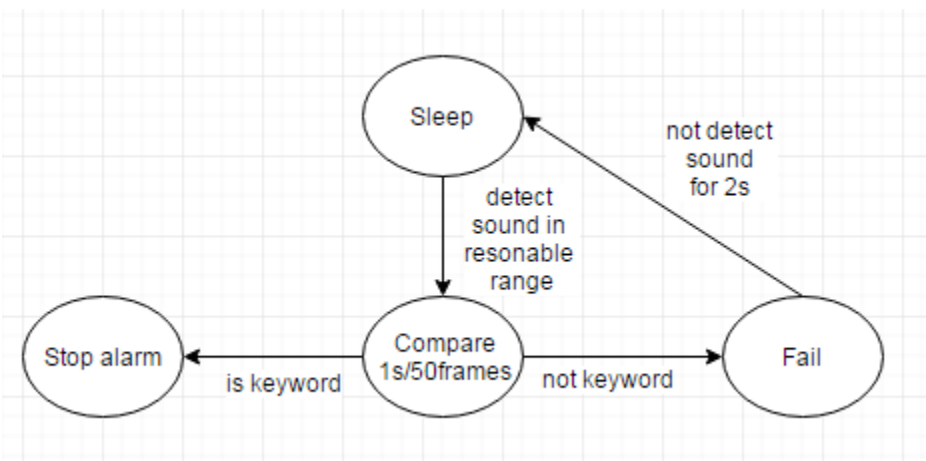 Sleep
not detect
sound
for 2s
detect
sound in
resonable
range
Stop alarm
is keyword
Compare
1s/50frames
not keyword
Fail